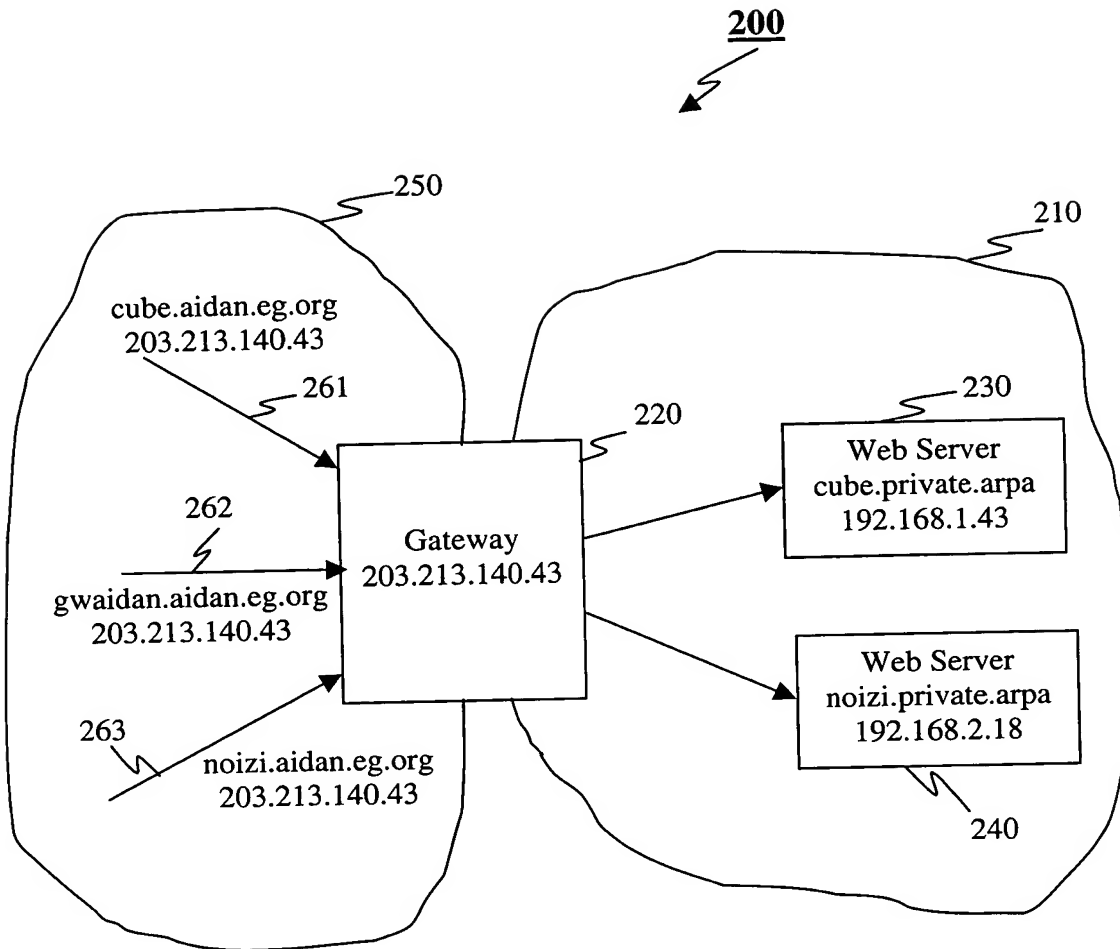 200
250
210
cube.aidan.eg.org
203.213.140.43
261
220
230
Web Server
cube.private.arpa
192.168.1.43
262
Gateway
203.213.140.43
gwaidan.aidan.eg.org
203.213.140.43
Web Server
noizi.private.arpa
192.168.2.18
263
noizi.aidan.eg.org
203.213.140.43
240